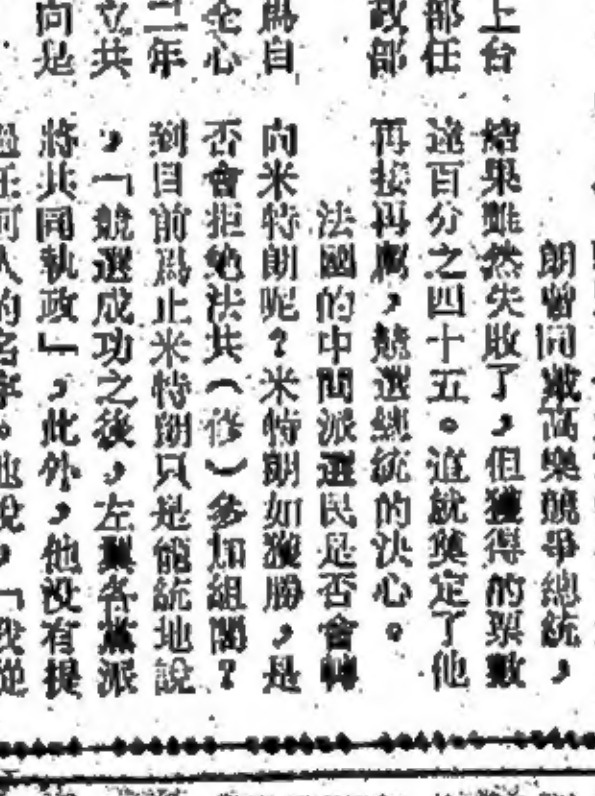 上台
部任
政部
爲自
全心
二年
立共
向是
朗曾同戴高樂競爭總統，
結果雖然失敗了，但獲得的票數
達百分之四十五。這就奠定了他
再接再厲，競選總統的決心。
法國的中間派選民是否會轉
向米特朗呢？米特朗如獲勝，是
否會拒絶法共（修）參加組閣？
到目前爲止米特朗只是籠統地說
，「競選成功之後，左翼各黨派
將共同執政」，此外，他没有提
過任何人的名字。他說，「我從